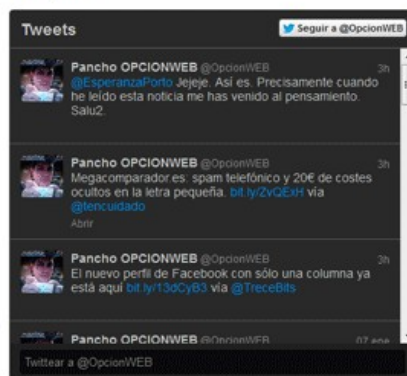 Tweets
Seguir a @OpcionWEB
Pancho OPCIONWEB @OpcionWEB 3h
@EsperanzaPorto Jejeje. Así es. Precisamente cuando
he leído esta noticia me has venido al pensamiento.
Salu2.
Pancho OPCIONWEB @OpcionWEB 3h
Megacomparador.es: spam telefónico y 20€ de costes
ocultos en la letra pequeña. bit.ly/ZvQExH vía
@tencuidado
Abrir
Pancho OPCIONWEB @OpcionWEB 3h
El nuevo perfil de Facebook con sólo una columna ya
está aquí bit.ly/13dCyB3 vía @TreceBits
Pancho OPCIONWEB @OpcionWEB 07 ene
Twittear a @OpcionWEB